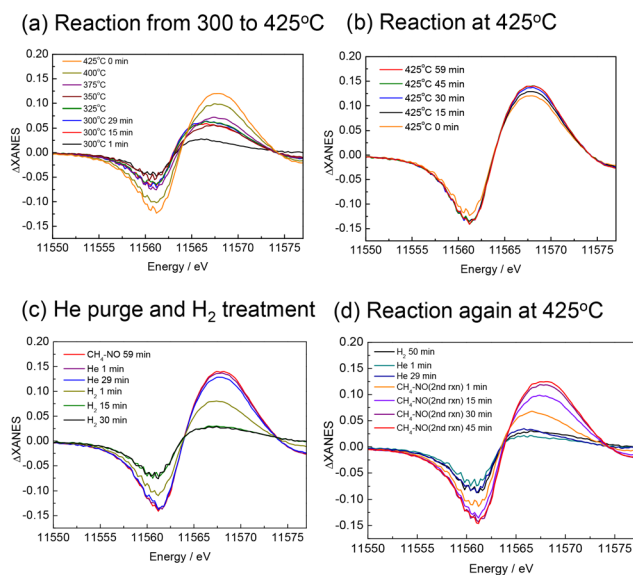 (a) Reaction from 300 to 425°C
0.20
0.15
0.10
0.05
0.00
-0.05
-0.10
-0.15
ΔXANES
425°C 0 min
400°C
375°C
350°C
325°C
300°C 29 min
300°C 15 min
300°C 1 min
11550 11555 11560 11565 11570 11575
Energy / eV
(b) Reaction at 425°C
0.20
0.15
0.10
0.05
0.00
-0.05
-0.10
-0.15
ΔXANES
425°C 59 min
425°C 45 min
425°C 30 min
425°C 15 min
425°C 0 min
11550 11555 11560 11565 11570 11575
Energy / eV
(c) He purge and H₂ treatment
0.20
0.15
0.10
0.05
0.00
-0.05
-0.10
-0.15
ΔXANES
CH₄-NO 59 min
He 1 min
He 29 min
H₂ 1 min
H₂ 15 min
H₂ 30 min
11550 11555 11560 11565 11570 11575
Energy / eV
(d) Reaction again at 425°C
0.20
0.15
0.10
0.05
0.00
-0.05
-0.10
-0.15
ΔXANES
H₂ 50 min
He 1 min
He 29 min
CH₄-NO(2nd rxn) 1 min
CH₄-NO(2nd rxn) 15 min
CH₄-NO(2nd rxn) 30 min
CH₄-NO(2nd rxn) 45 min
11550 11555 11560 11565 11570 11575
Energy / eV